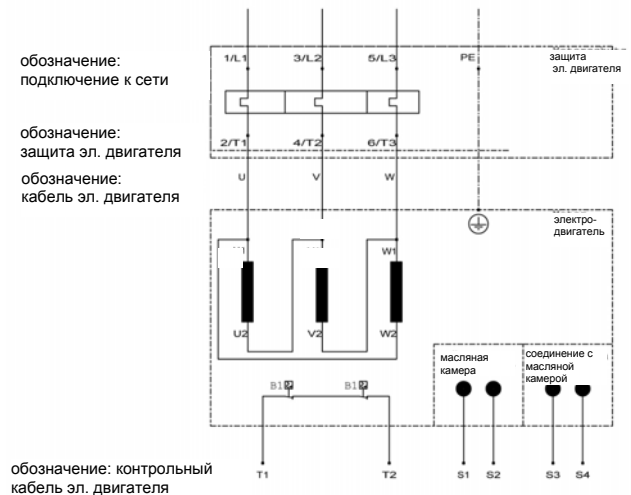 1/L1 3/L2 5/L3 PE
защита
эл. двигателя
обозначение:
подключение к сети
обозначение:
защита эл. двигателя
2/T1 4/T2 6/T3
обозначение:
кабель эл. двигателя
U V W
электро-
двигатель
W1
U2 V2 W2
масляная
камера
соединение с
масляной
камерой
B1 B1
обозначение: контрольный
кабель эл. двигателя
T1 T2 S1 S2 S3 S4